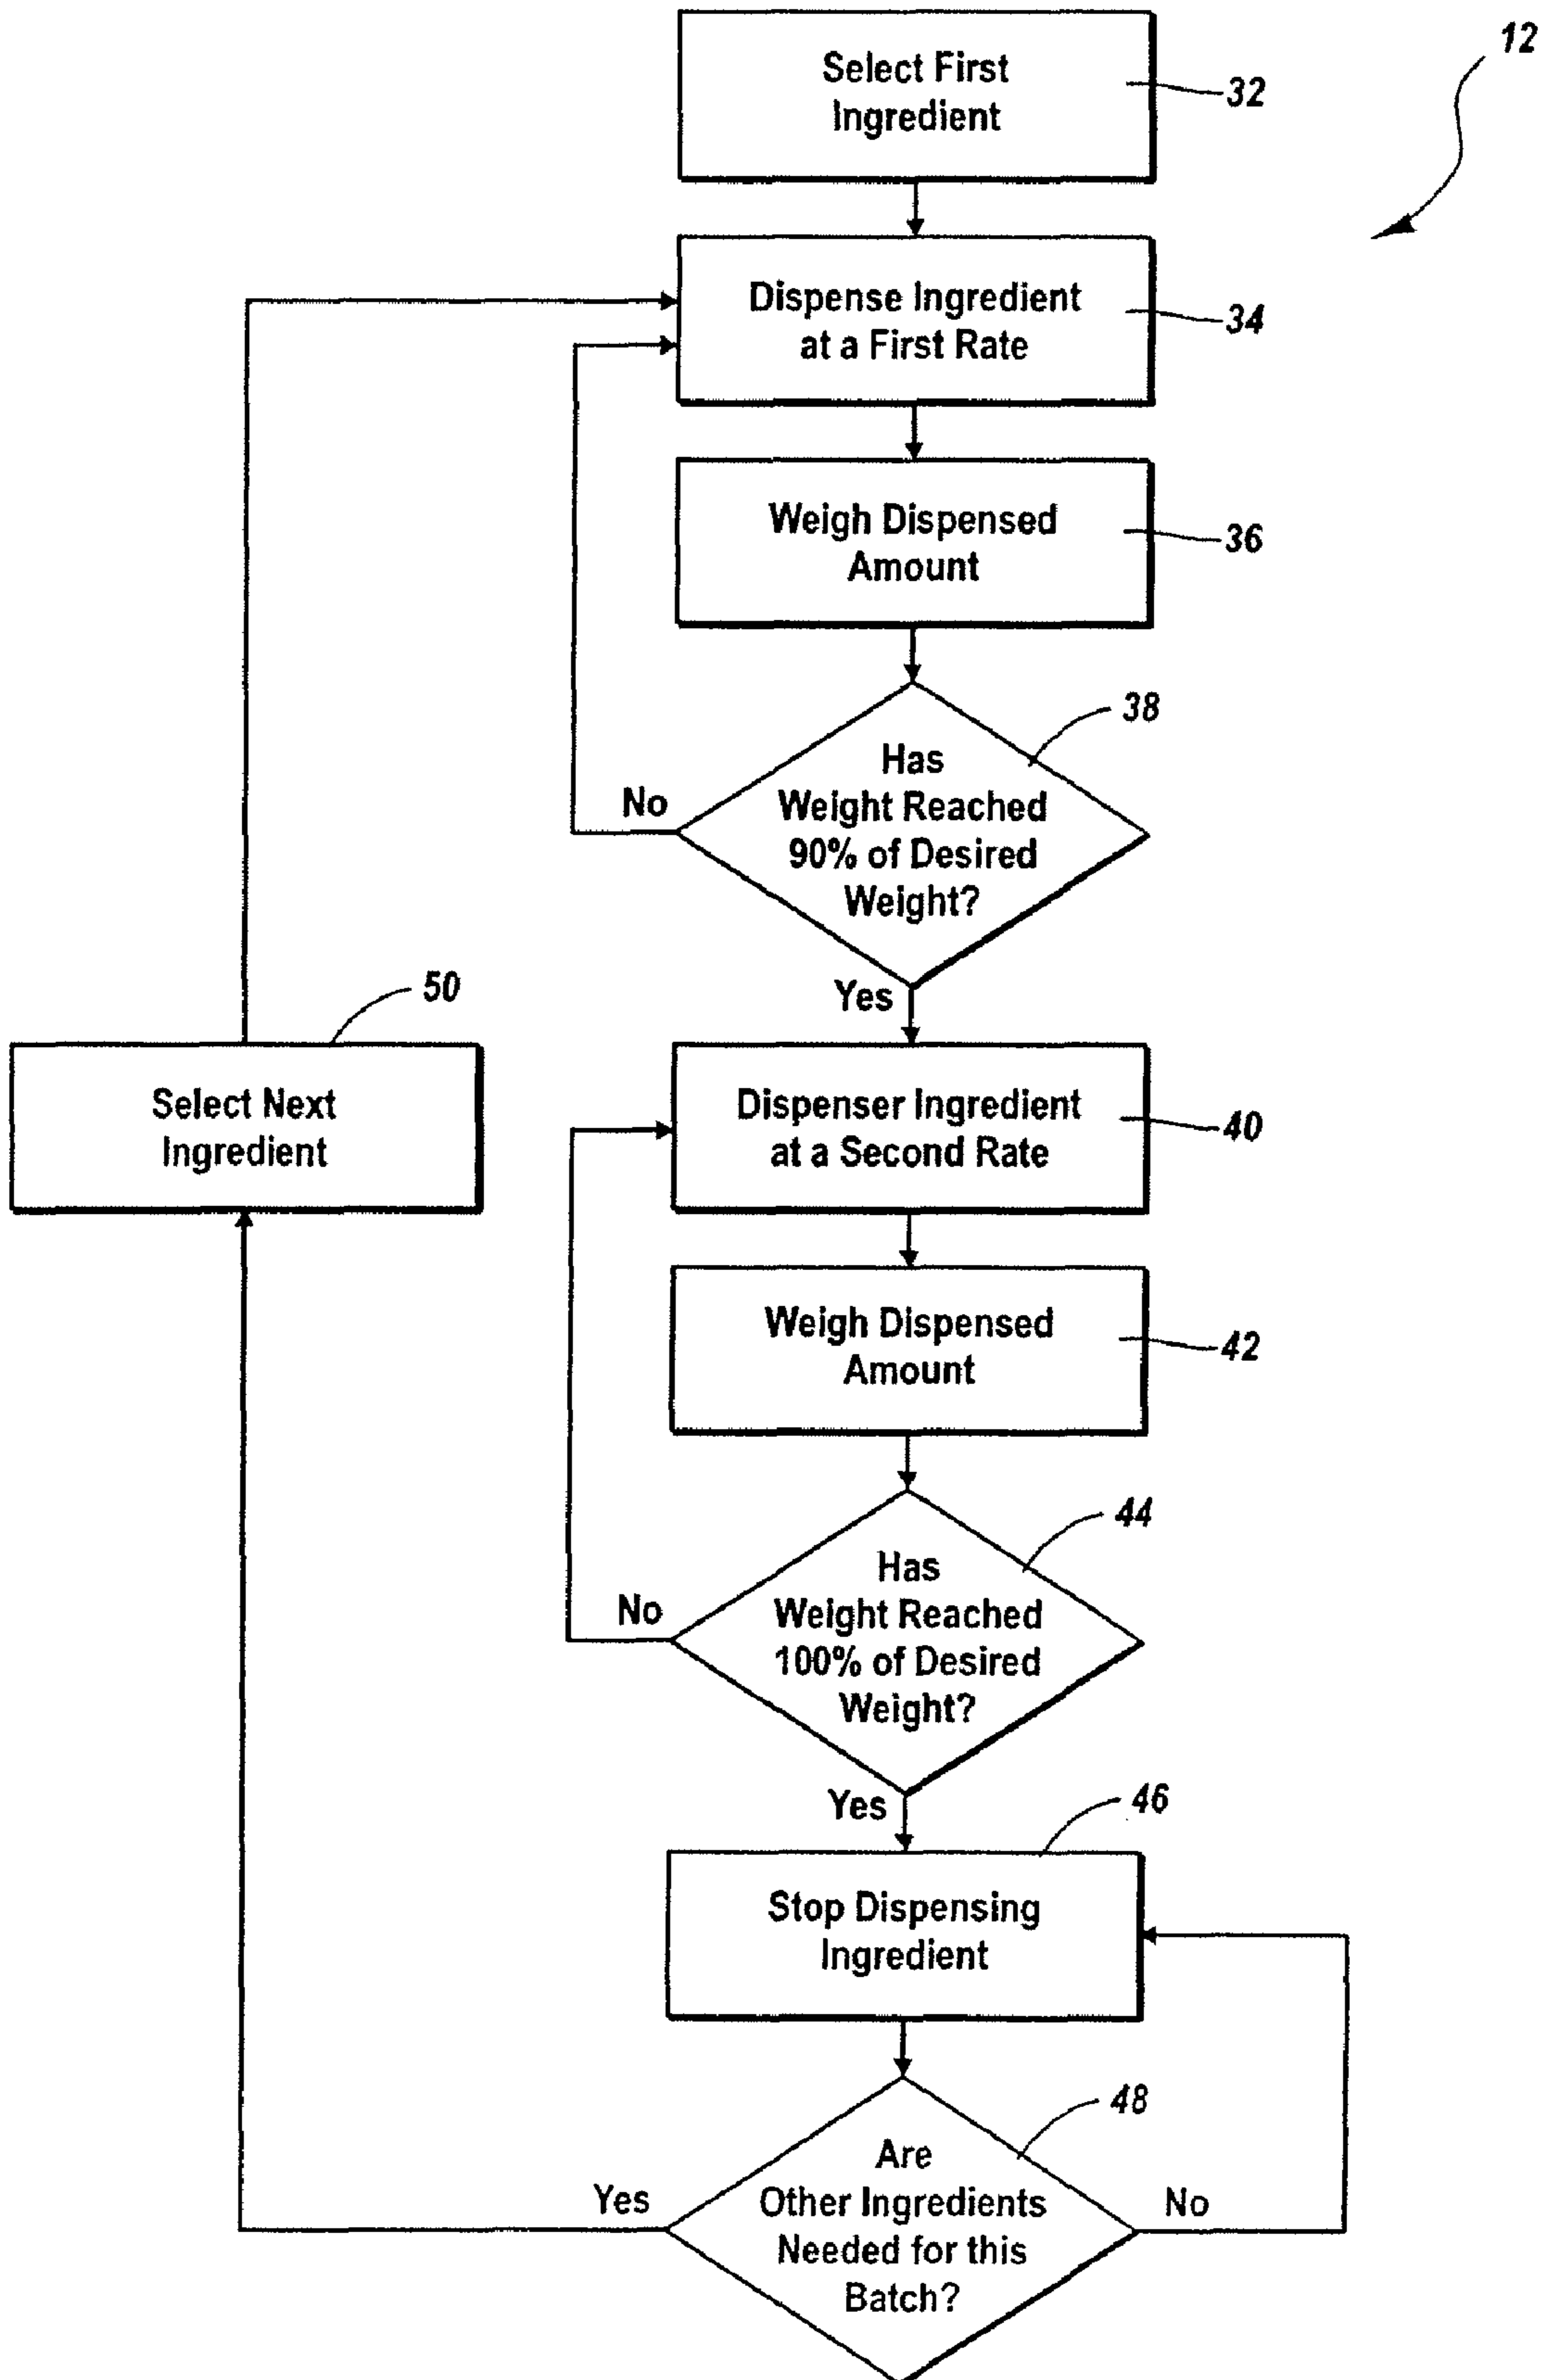 12
Select First
Ingredient
32
Dispense Ingredient
at a First Rate
34
Weigh Dispensed
Amount
36
38
Has
Weight Reached
90% of Desired
Weight?
No
Yes
50
Select Next
Ingredient
Dispenser Ingredient
at a Second Rate
40
Weigh Dispensed
Amount
42
44
Has
Weight Reached
100% of Desired
Weight?
No
Yes
46
Stop Dispensing
Ingredient
48
Are
Other Ingredients
Needed for this
Batch?
Yes
No